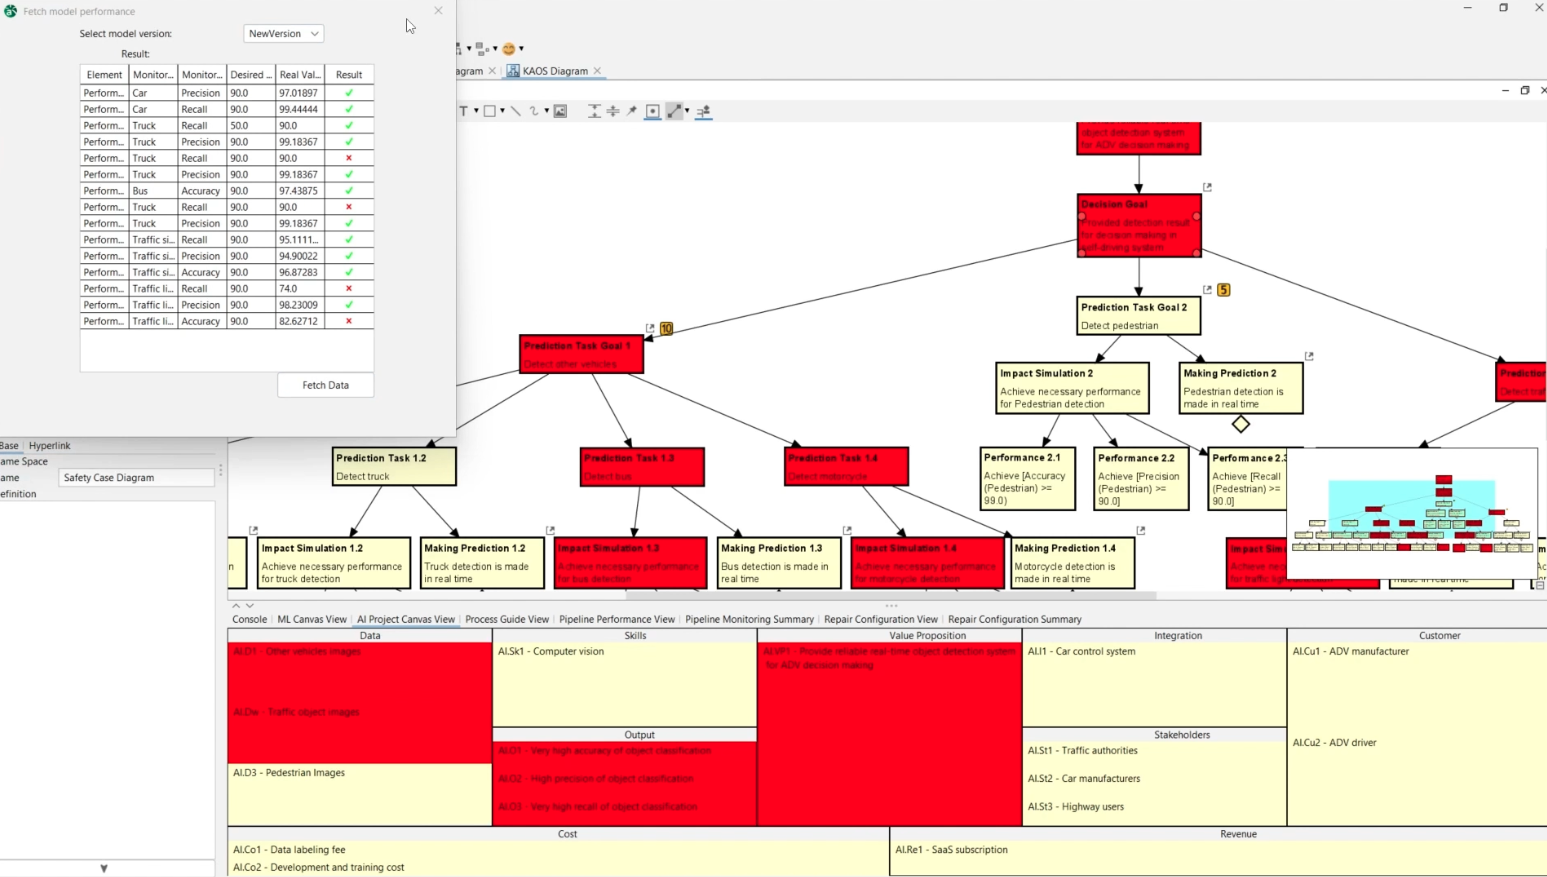 Fetch model performance
Select model version:
NewVersion
Result:
Element Monitor... Monitor... Desired ... Real Val... Result
Perform... Car Precision 90.0 97.01897
Perform... Car Recall 90.0 99.44444
Perform... Truck Recall 50.0 90.0
Perform... Truck Precision 90.0 99.18367
Perform... Truck Recall 90.0 90.0
Perform... Truck Precision 90.0 99.18367
Perform... Bus Accuracy 90.0 97.43875
Perform... Truck Recall 90.0 90.0
Perform... Truck Precision 90.0 99.18367
Perform... Traffic si... Recall 90.0 95.1111...
Perform... Traffic si... Precision 90.0 94.90022
Perform... Traffic si... Accuracy 90.0 96.87283
Perform... Traffic li... Recall 90.0 74.0
Perform... Traffic li... Precision 90.0 98.23009
Perform... Traffic li... Accuracy 90.0 82.62712
Fetch Data
agram
KAOS Diagram
T
object detection system
for ADV decision making
Decision Goal
Provided detection result
for decision making in
self-driving system
5
Prediction Task Goal 2
Detect pedestrian
10
Prediction Task Goal 1
Detect other vehicles
Impact Simulation 2
Achieve necessary performance
for Pedestrian detection
Making Prediction 2
Pedestrian detection is
made in real time
Prediction
Prediction Task 1.2
Detect truck
Prediction Task 1.3
Detect bus
Prediction Task 1.4
Detect motorcycle
Performance 2.1
Achieve [Accuracy
(Pedestrian) >=
99.0)
Performance 2.2
Achieve [Precision
(Pedestrian) >=
90.0]
Performance 2.3
Achieve [Recall
(Pedestrian) >=
90.0]
Impact Simulation 1.2
Achieve necessary performance
for truck detection
Making Prediction 1.2
Truck detection is made
in real time
Impact Simulation 1.3
Achieve necessary performance
for bus detection
Making Prediction 1.3
Bus detection is made in
real time
Impact Simulation 1.4
Achieve necessary performance
for motorcycle detection
Making Prediction 1.4
Motorcycle detection is
made in real time
Impact Sim
Achieve nec
for traffic light detection
made in real time
Base Hyperlink
ame Space
ame
Safety Case Diagram
efinition
Console ML Canvas View AI Project Canvas View Process Guide View Pipeline Performance View Pipeline Monitoring Summary Repair Configuration View Repair Configuration Summary
Data
AI.D1 - Other vehicles images
AI.Dw - Traffic object images
AI.D3 - Pedestrian Images
Skills
AI.Sk1 - Computer vision
Output
AI.O1 - Very high accuracy of object classification
AI.O2 - High precision of object classification
AI.O3 - Very high recall of object classification
Value Proposition
AI.VP1 - Provide reliable real-time object detection system
for ADV decision making
Integration
AI.I1 - Car control system
Stakeholders
AI.St1 - Traffic authorities
AI.St2 - Car manufacturers
AI.St3 - Highway users
Customer
AI.Cu1 - ADV manufacturer
AI.Cu2 - ADV driver
Cost
AI.Co1 - Data labeling fee
AI.Co2 - Development and training cost
Revenue
AI.Re1 - SaaS subscription